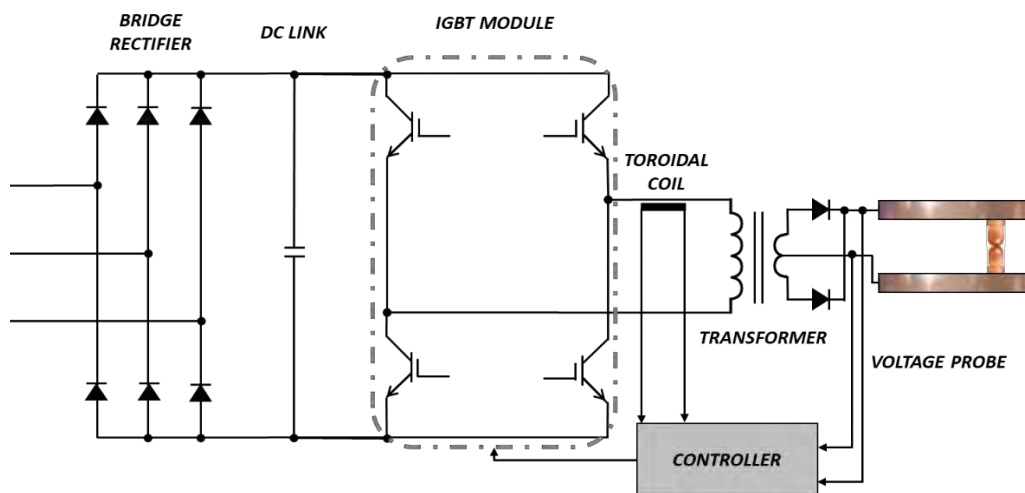 BRIDGE
RECTIFIER
DC LINK
IGBT MODULE
TOROIDAL
COIL
TRANSFORMER
VOLTAGE PROBE
CONTROLLER